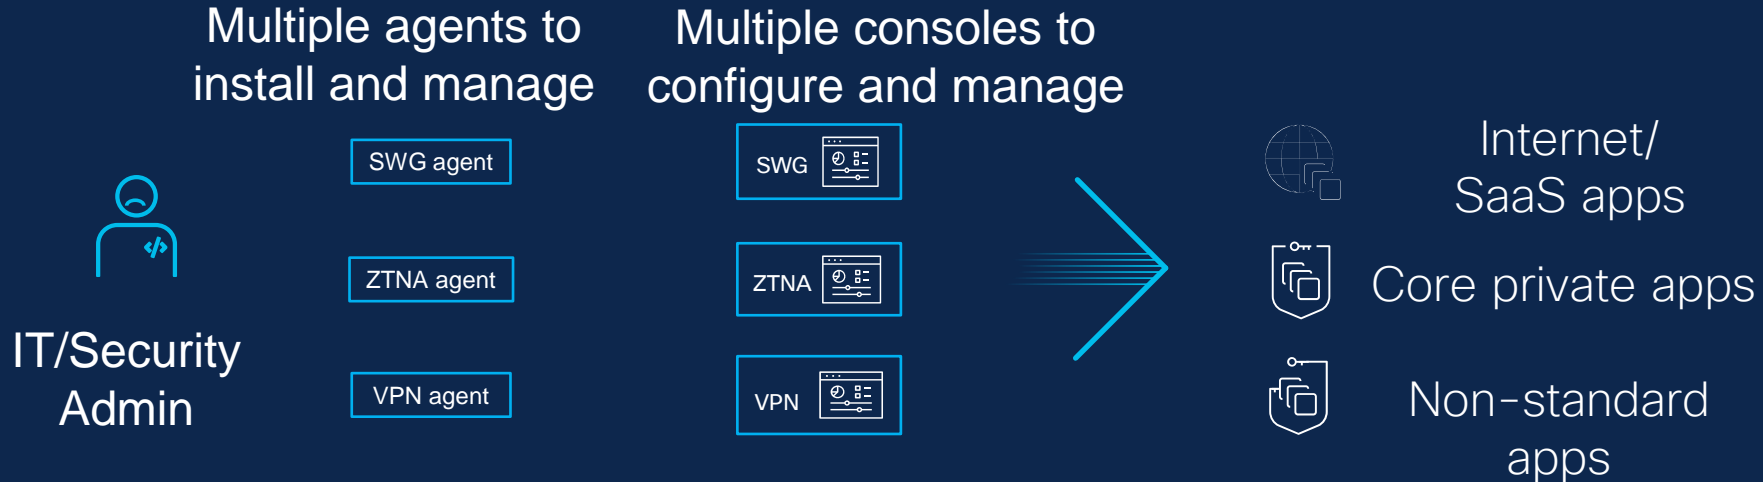 Multiple agents to
install and manage
Multiple consoles to
configure and manage
IT/Security
Admin
SWG agent
ZTNA agent
VPN agent
SWG
ZTNA
VPN
Internet/
SaaS apps
Core private apps
Non-standard
apps